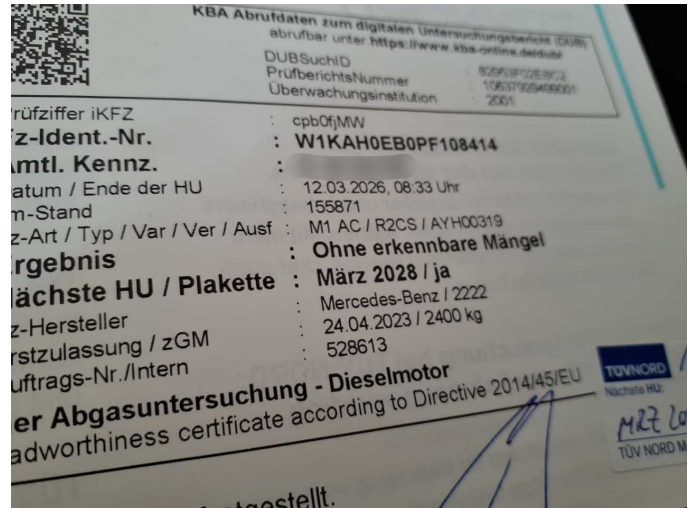 KBA Abrufdaten zum digitalen Untersuchungsbericht (DUB)
abrufbar unter https://www.kba-online.de/dub/
DUBSuchID : 82953F02EBC2
PrüfberichtsNummer : 10637929499001
Überwachungsinstitution : 2001
rüfziffer iKFZ : cpb0fjMW
z-Ident.-Nr. : W1KAH0EB0PF108414
mtl. Kennz. :
atum / Ende der HU : 12.03.2026, 08:33 Uhr
m-Stand : 155871
z-Art / Typ / Var / Ver / Ausf : M1 AC / R2CS / AYH00319
rgebnis : Ohne erkennbare Mängel
ächste HU / Plakette : März 2028 / ja
z-Hersteller : Mercedes-Benz / 2222
rstzulassung / zGM : 24.04.2023 / 2400 kg
uftrags-Nr./Intern : 528613
er Abgasuntersuchung - Dieselmotor
adworthiness certificate according to Directive 2014/45/EU
TÜVNORD
Nächste HU:
MRZ
TÜV NORD M
stgestellt.